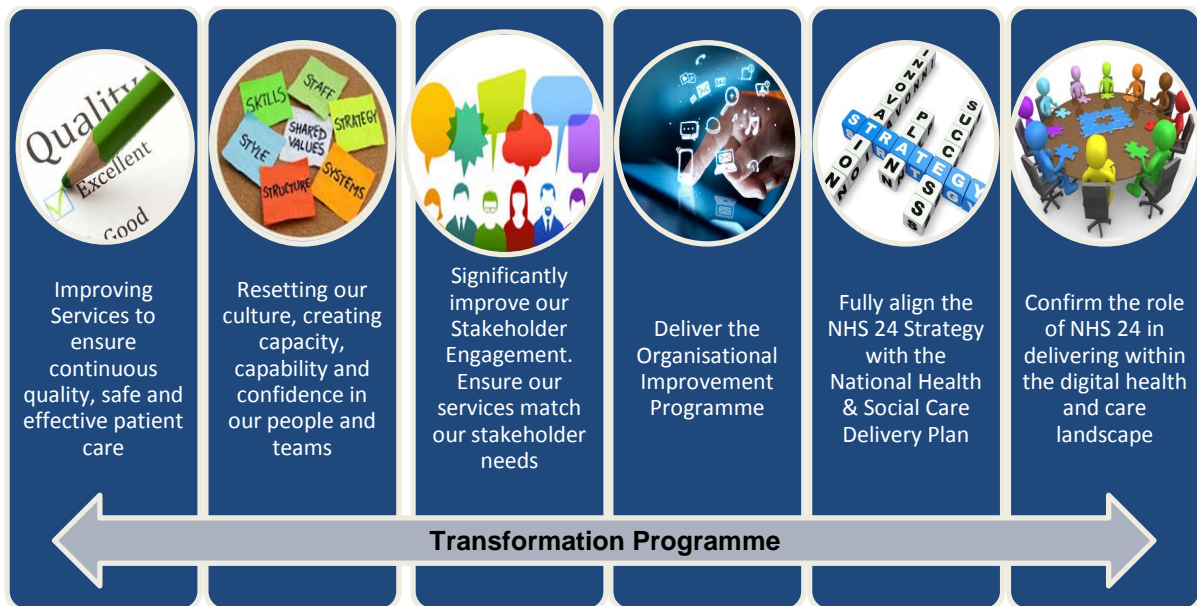 Quality
Excellent
Good
SKILLS
STAFF
STRATEGY
SHARED
VALUES
STYLE
STRUCTURE
SYSTEMS
INNOVATION
PLANN
SUCCESS
STRATEGY
Improving
Services to
ensure
continuous
quality, safe and
effective patient
care
Resetting our
culture, creating
capacity,
capability and
confidence in
our people and
teams
Significantly
improve our
Stakeholder
Engagement.
Ensure our
services match
our stakeholder
needs
Deliver the
Organisational
Improvement
Programme
Fully align the
NHS 24 Strategy
with the
National Health
& Social Care
Delivery Plan
Confirm the role
of NHS 24 in
delivering within
the digital health
and care
landscape
Transformation Programme